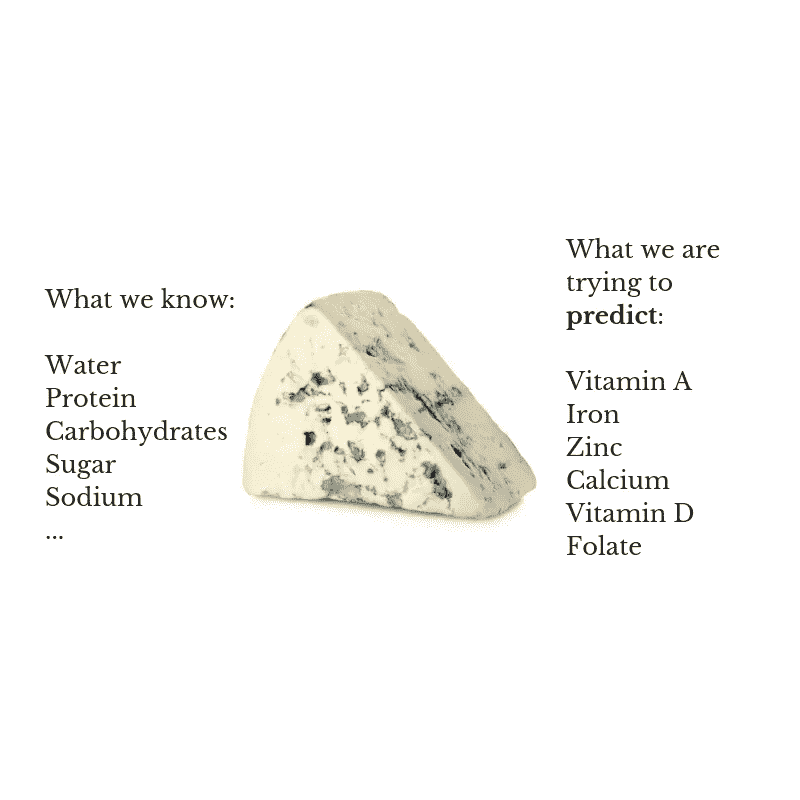 What we know:
Water
Protein
Carbohydrates
Sugar
Sodium
...
What we are
trying to
predict:
Vitamin A
Iron
Zinc
Calcium
Vitamin D
Folate